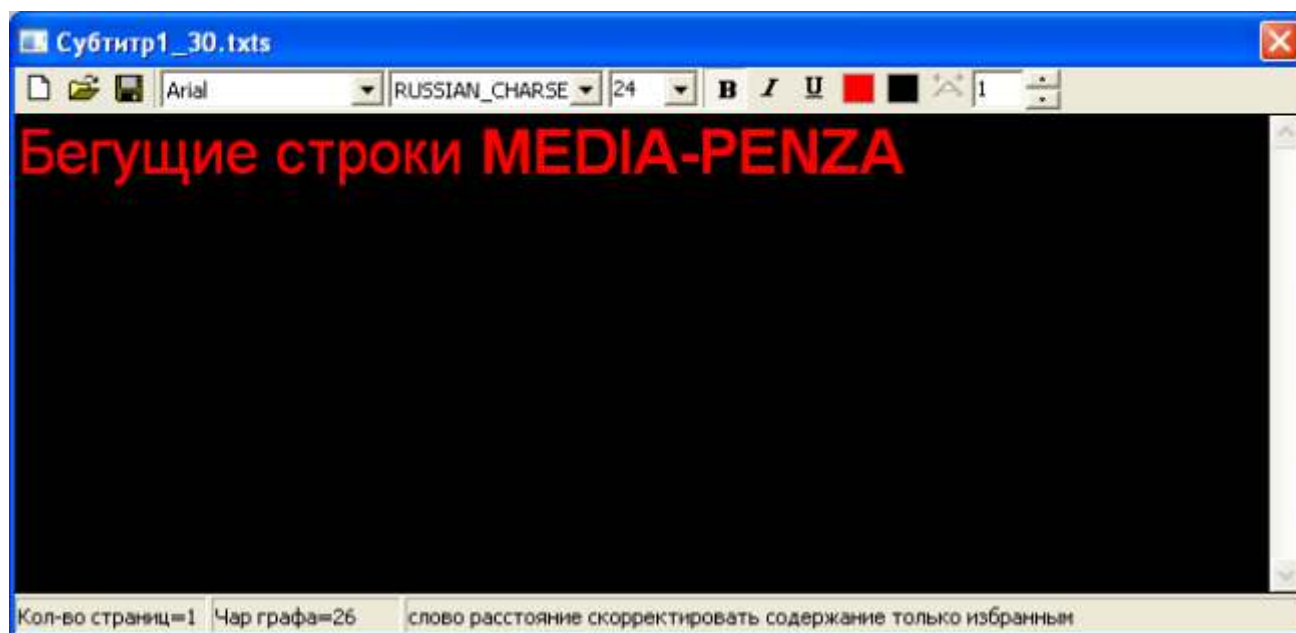 Субтитр1_30.txts
Arial RUSSIAN_CHARSE 24 B I U 1
Бегущие строки MEDIA-PENZA
Кол-во страниц=1 Чар графа=26 слово расстояние скорректировать содержание только избранным